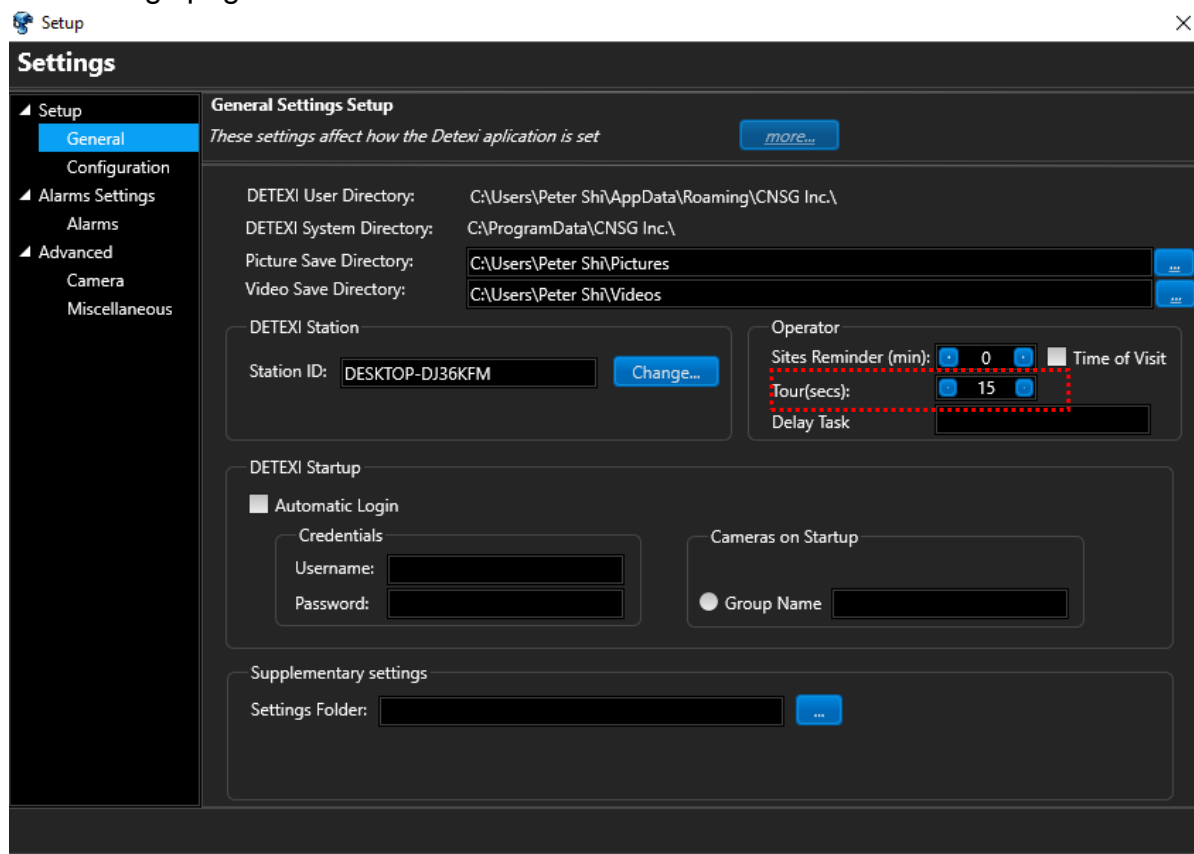 Setup
Settings
Setup
General
Configuration
Alarms Settings
Alarms
Advanced
Camera
Miscellaneous
General Settings Setup
These settings affect how the Detexi aplication is set
more...
DETEXI User Directory: C:\Users\Peter Shi\AppData\Roaming\CNSG Inc.\
DETEXI System Directory: C:\ProgramData\CNSG Inc.\
Picture Save Directory: C:\Users\Peter Shi\Pictures ...
Video Save Directory: C:\Users\Peter Shi\Videos ...
DETEXI Station
Station ID: DESKTOP-DJ36KFM Change...
Operator
Sites Reminder (min): 0 Time of Visit
Tour(secs): 15
Delay Task
DETEXI Startup
Automatic Login
Credentials
Username:
Password:
Cameras on Startup
Group Name
Supplementary settings
Settings Folder: ...